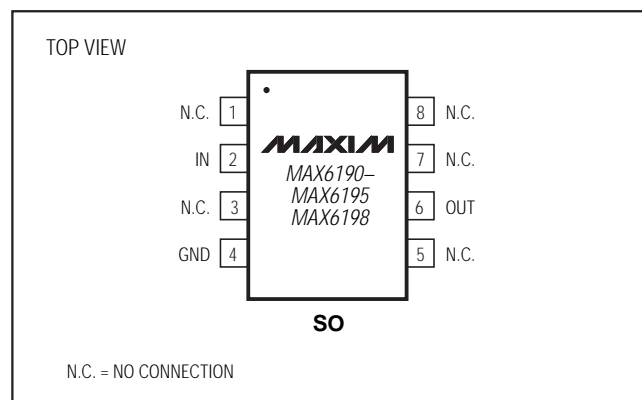 TOP VIEW
N.C. 1 8 N.C.
IN 2 7 N.C.
N.C. 3 6 OUT
GND 4 5 N.C.
MAXIM
MAX6190–
MAX6195
MAX6198
SO
N.C. = NO CONNECTION